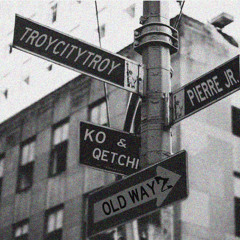 TROYCITYTROY
PIERRE JR.
KO &
QETCHI
OLD WAYZ